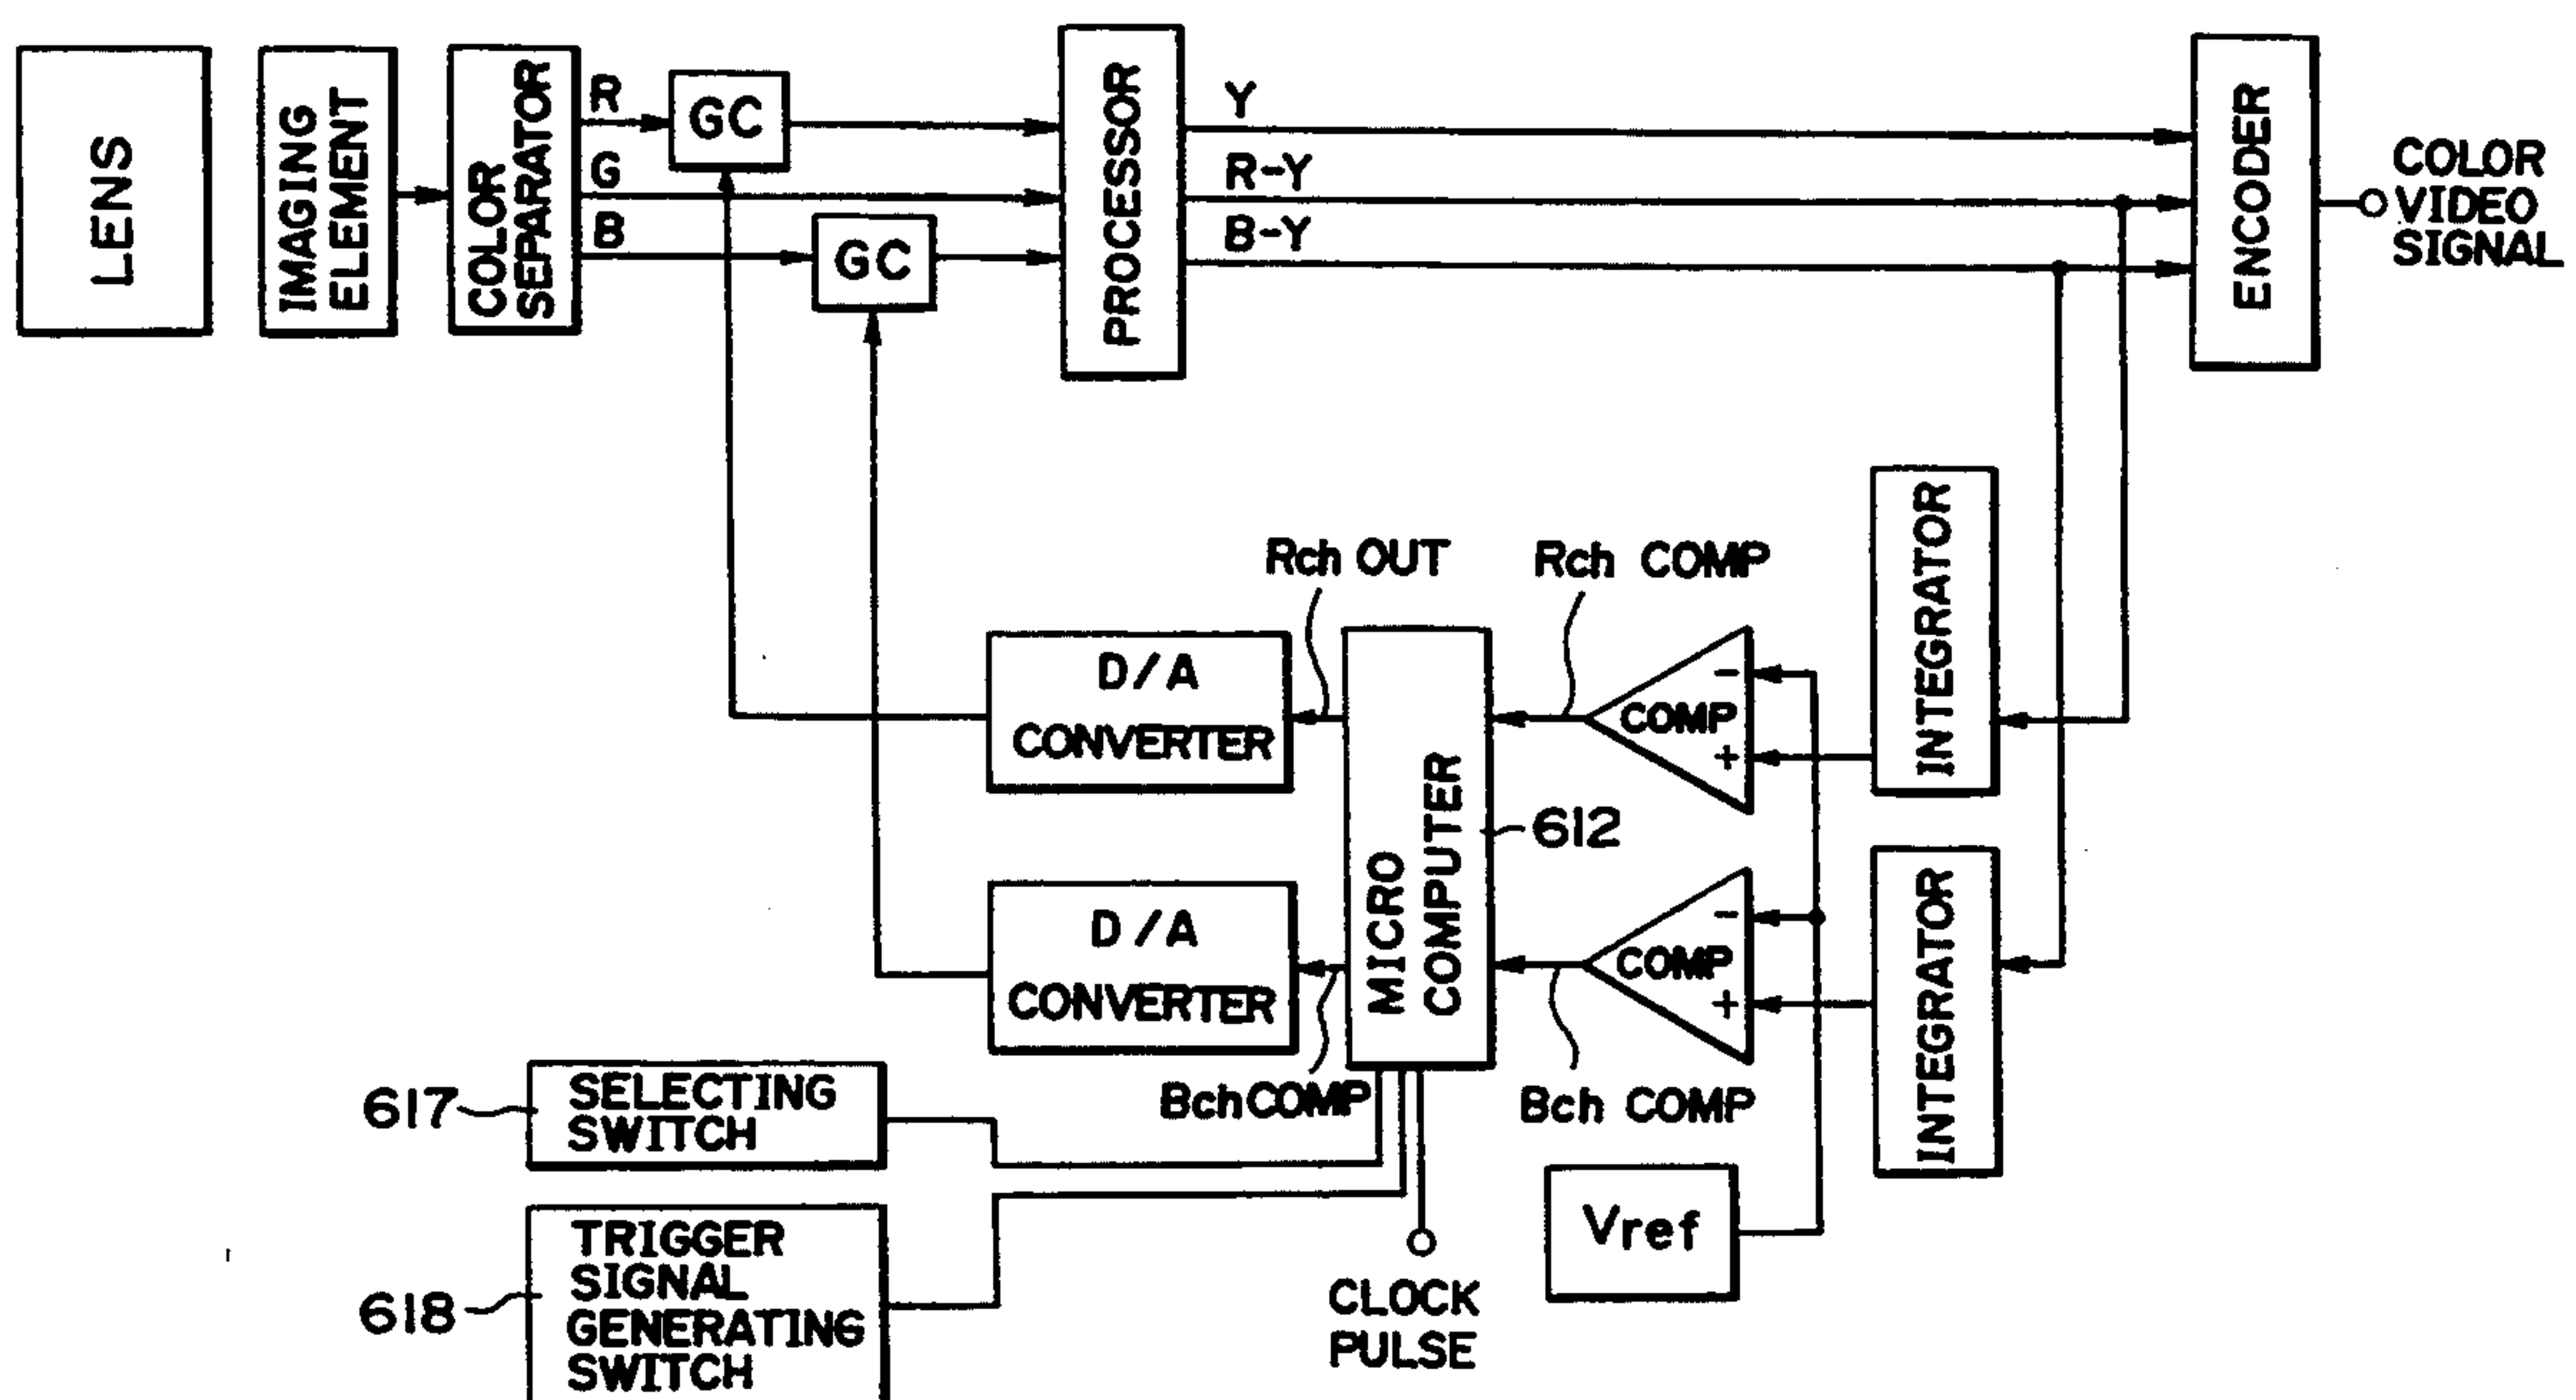 LENS
IMAGING
ELEMENT
COLOR
SEPARATOR
R
G
B
GC
GC
PROCESSOR
Y
R-Y
B-Y
ENCODER
COLOR
VIDEO
SIGNAL
Rch OUT
Rch COMP
INTEGRATOR
D/A
CONVERTER
MICRO
COMPUTER
612
-
COMP
+
D/A
CONVERTER
-
COMP
+
INTEGRATOR
Bch COMP
Bch COMP
617
SELECTING
SWITCH
618
TRIGGER
SIGNAL
GENERATING
SWITCH
CLOCK
PULSE
Vref